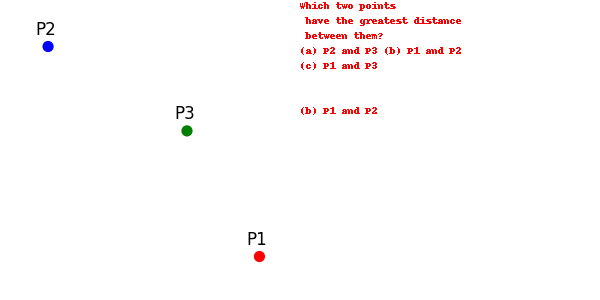 Which two points
have the greatest distance
between them?
(a) P2 and P3 (b) P1 and P2
(c) P1 and P3
(b) P1 and P2
P2
P3
P1